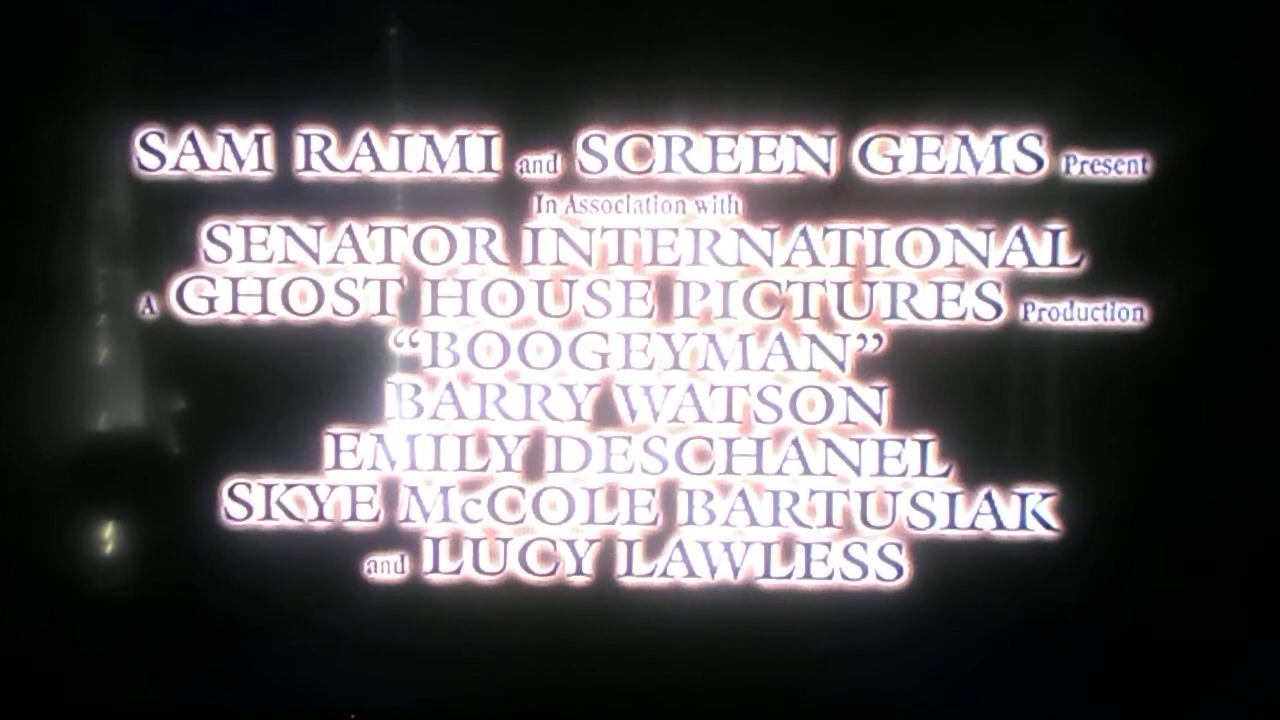 SAM RAIMI and SCREEN GEMS Present
In Association with
SENATOR INTERNATIONAL
A GHOST HOUSE PICTURES Production
“BOOGEYMAN”
BARRY WATSON
EMILY DESCHANEL
SKYE McCOLE BARTUSIAK
and LUCY LAWLESS